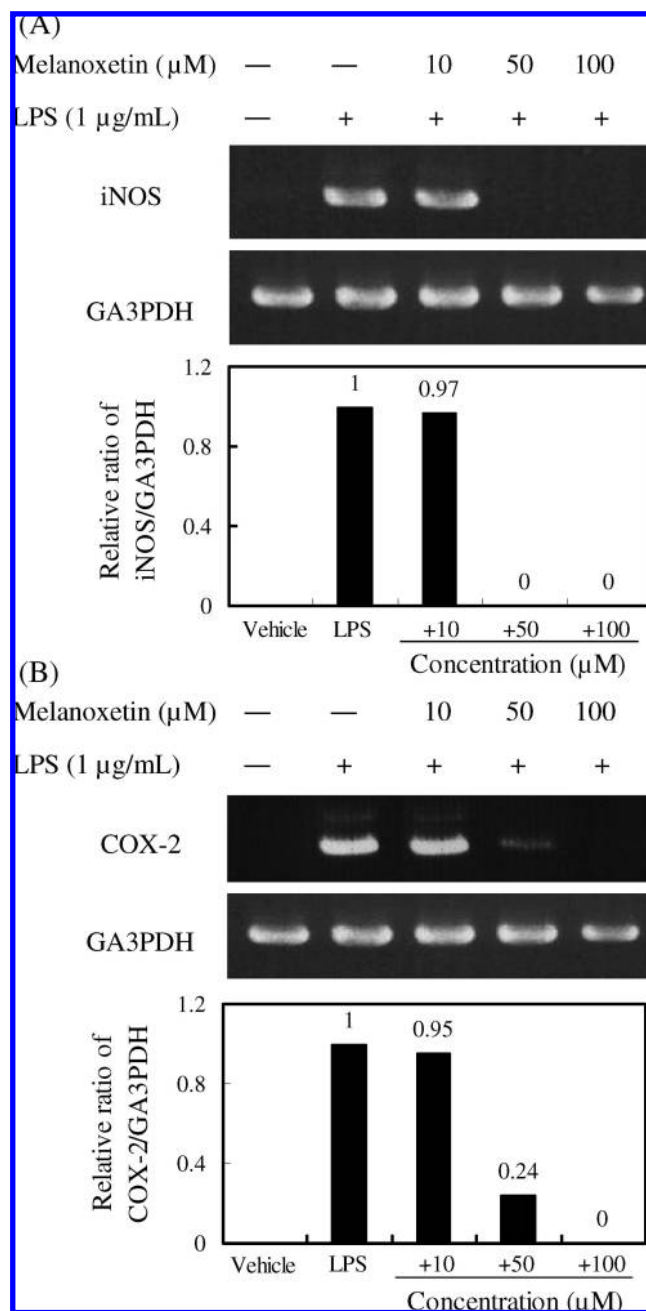 (A)
Melanoxetin (µM) — — 10 50 100
LPS (1 µg/mL) — + + + +
iNOS
GA3PDH
Relative ratio of
iNOS/GA3PDH
1.2
0.8
0.4
0
1
0.97
0
0
Vehicle LPS +10 +50 +100
Concentration (µM)
(B)
Melanoxetin (µM) — — 10 50 100
LPS (1 µg/mL) — + + + +
COX-2
GA3PDH
Relative ratio of
COX-2/GA3PDH
1.2
0.8
0.4
0
1
0.95
0.24
0
Vehicle LPS +10 +50 +100
Concentration (µM)